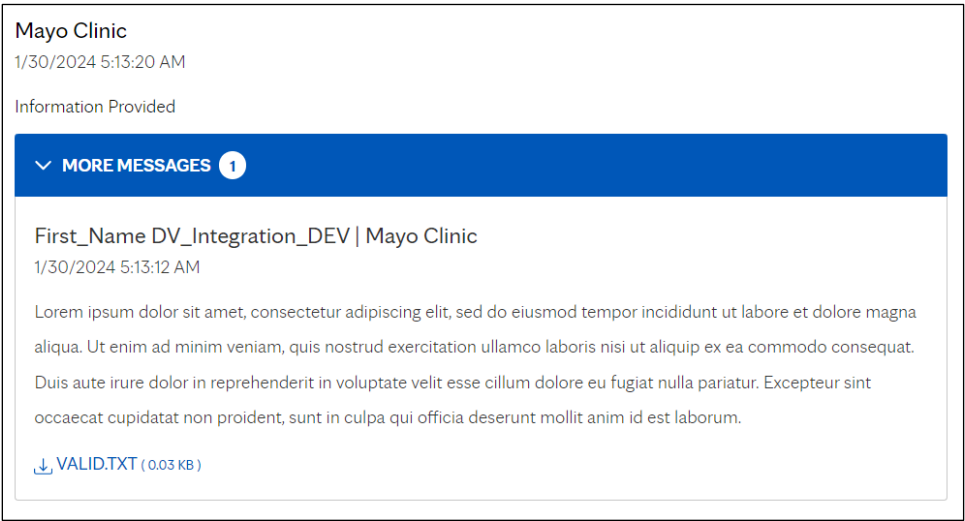 Mayo Clinic
1/30/2024 5:13:20 AM
Information Provided
MORE MESSAGES 1
First_Name DV_Integration_DEV | Mayo Clinic
1/30/2024 5:13:12 AM
Lorem ipsum dolor sit amet, consectetur adipiscing elit, sed do eiusmod tempor incididunt ut labore et dolore magna
aliqua. Ut enim ad minim veniam, quis nostrud exercitation ullamco laboris nisi ut aliquip ex ea commodo consequat.
Duis aute irure dolor in reprehenderit in voluptate velit esse cillum dolore eu fugiat nulla pariatur. Excepteur sint
occaecat cupidatat non proident, sunt in culpa qui officia deserunt mollit anim id est laborum.
VALID.TXT ( 0.03 KB )